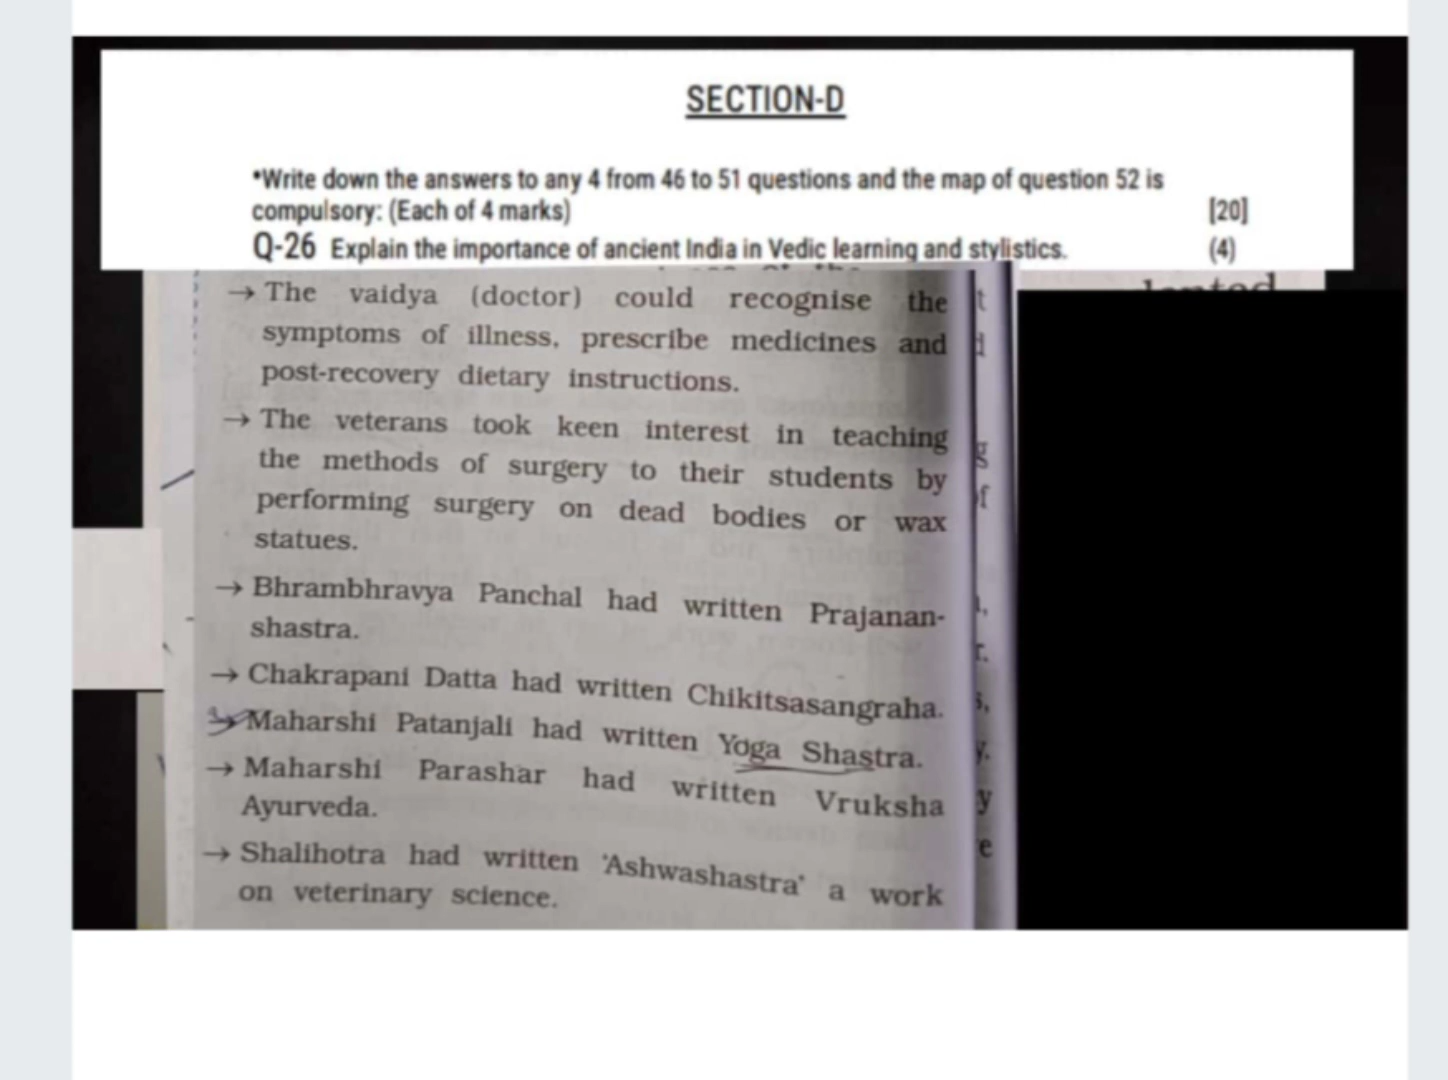 SECTION-D
*Write down the answers to any 4 from 46 to 51 questions and the map of question 52 is
compulsory: (Each of 4 marks) [20]
Q-26 Explain the importance of ancient India in Vedic learning and stylistics. (4)
→ The vaidya (doctor) could recognise the
symptoms of illness, prescribe medicines and
post-recovery dietary instructions.
→ The veterans took keen interest in teaching
the methods of surgery to their students by
performing surgery on dead bodies or wax
statues.
→ Bhrambhravya Panchal had written Prajanan-
shastra.
→ Chakrapani Datta had written Chikitsasangraha.
→ Maharshi Patanjali had written Yoga Shastra.
→ Maharshi Parashar had written Vruksha
Ayurveda.
→ Shalihotra had written 'Ashwashastra' a work
on veterinary science.